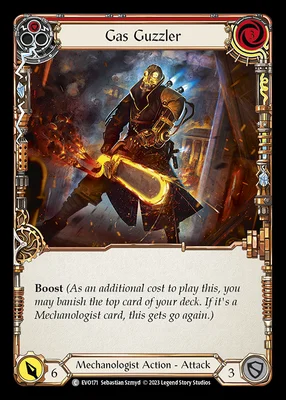 Gas Guzzler
Boost (As an additional cost to play this, you
may banish the top card of your deck. If it's a
Mechanologist card, this gets go again.)
6
Mechanologist Action - Attack
3
C EVO171 Sebastian Szmyd © 2023 Legend Story Studios